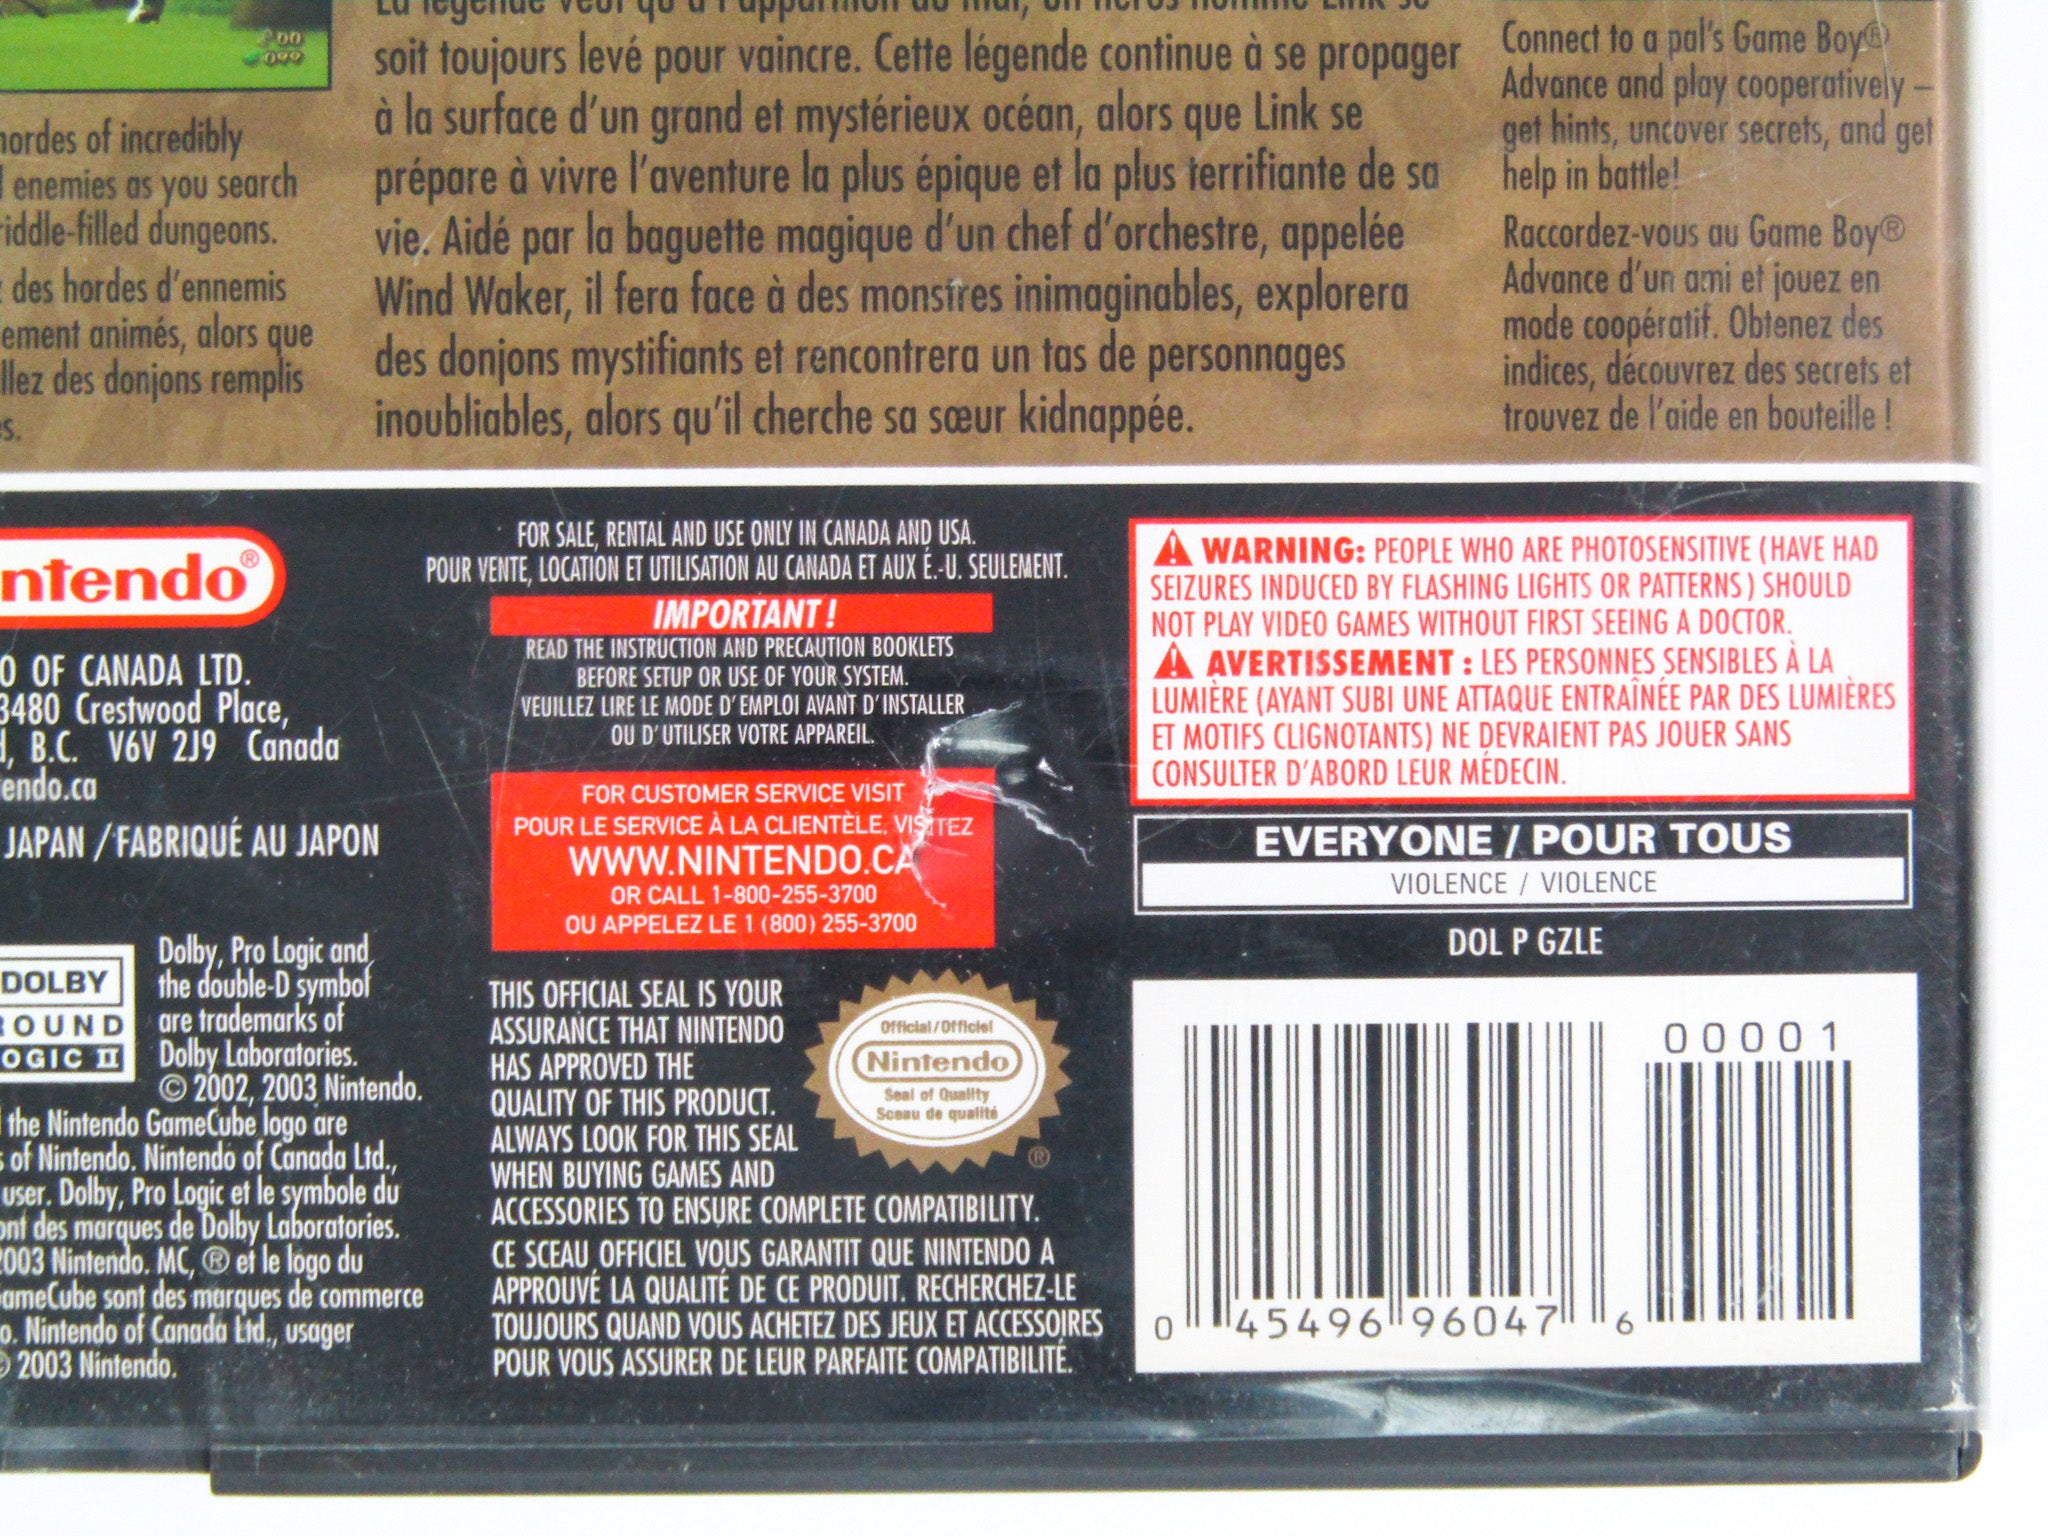 00
099
hordes of incredibly
enemies as you search
riddle-filled dungeons.
des hordes d'ennemis
animés, alors que
des donjons remplis
La légende veut qu'à l'apparition du mal, un héros nommé Link se
soit toujours levé pour vaincre. Cette légende continue à se propager
à la surface d'un grand et mystérieux océan, alors que Link se
prépare à vivre l'aventure la plus épique et la plus terrifiante de sa
vie. Aidé par la baguette magique d'un chef d'orchestre, appelée
Wind Waker, il fera face à des monstres inimaginables, explorera
des donjons mystifiants et rencontrera un tas de personnages
inoubliables, alors qu'il cherche sa sœur kidnappée.
Connect to a pal's Game Boy®
Advance and play cooperatively –
get hints, uncover secrets, and get
help in battle!
Raccordez-vous au Game Boy®
Advance d'un ami et jouez en
mode coopératif. Obtenez des
indices, découvrez des secrets et
trouvez de l'aide en bouteille !
ntendo®
O OF CANADA LTD.
3480 Crestwood Place,
B.C. V6V 2J9 Canada
endo.ca
JAPAN / FABRIQUÉ AU JAPON
DOLBY
ROUND
OGIC II
Dolby, Pro Logic and
the double-D symbol
are trademarks of
Dolby Laboratories.
© 2002, 2003 Nintendo.
the Nintendo GameCube logo are
of Nintendo. Nintendo of Canada Ltd.,
user. Dolby, Pro Logic et le symbole du
ont des marques de Dolby Laboratories.
2003 Nintendo. MC, ® et le logo du
GameCube sont des marques de commerce
o. Nintendo of Canada Ltd., usager
© 2003 Nintendo.
FOR SALE, RENTAL AND USE ONLY IN CANADA AND USA.
POUR VENTE, LOCATION ET UTILISATION AU CANADA ET AUX É.-U. SEULEMENT.
IMPORTANT !
READ THE INSTRUCTION AND PRECAUTION BOOKLETS
BEFORE SETUP OR USE OF YOUR SYSTEM.
VEUILLEZ LIRE LE MODE D'EMPLOI AVANT D'INSTALLER
OU D'UTILISER VOTRE APPAREIL.
FOR CUSTOMER SERVICE VISIT
POUR LE SERVICE À LA CLIENTÈLE, VISITEZ
WWW.NINTENDO.CA
OR CALL 1-800-255-3700
OU APPELEZ LE 1 (800) 255-3700
THIS OFFICIAL SEAL IS YOUR
ASSURANCE THAT NINTENDO
HAS APPROVED THE
QUALITY OF THIS PRODUCT.
ALWAYS LOOK FOR THIS SEAL
WHEN BUYING GAMES AND
ACCESSORIES TO ENSURE COMPLETE COMPATIBILITY.
CE SCEAU OFFICIEL VOUS GARANTIT QUE NINTENDO A
APPROUVÉ LA QUALITÉ DE CE PRODUIT. RECHERCHEZ-LE
TOUJOURS QUAND VOUS ACHETEZ DES JEUX ET ACCESSOIRES
POUR VOUS ASSURER DE LEUR PARFAITE COMPATIBILITÉ.
Official/Officiel
Nintendo
Seal of Quality
Sceau de qualité
®
WARNING: PEOPLE WHO ARE PHOTOSENSITIVE (HAVE HAD
SEIZURES INDUCED BY FLASHING LIGHTS OR PATTERNS) SHOULD
NOT PLAY VIDEO GAMES WITHOUT FIRST SEEING A DOCTOR.
AVERTISSEMENT : LES PERSONNES SENSIBLES À LA
LUMIÈRE (AYANT SUBI UNE ATTAQUE ENTRAÎNÉE PAR DES LUMIÈRES
ET MOTIFS CLIGNOTANTS) NE DEVRAIENT PAS JOUER SANS
CONSULTER D'ABORD LEUR MÉDECIN.
EVERYONE / POUR TOUS
VIOLENCE / VIOLENCE
DOL P GZLE
00001
0 45496 96047 6